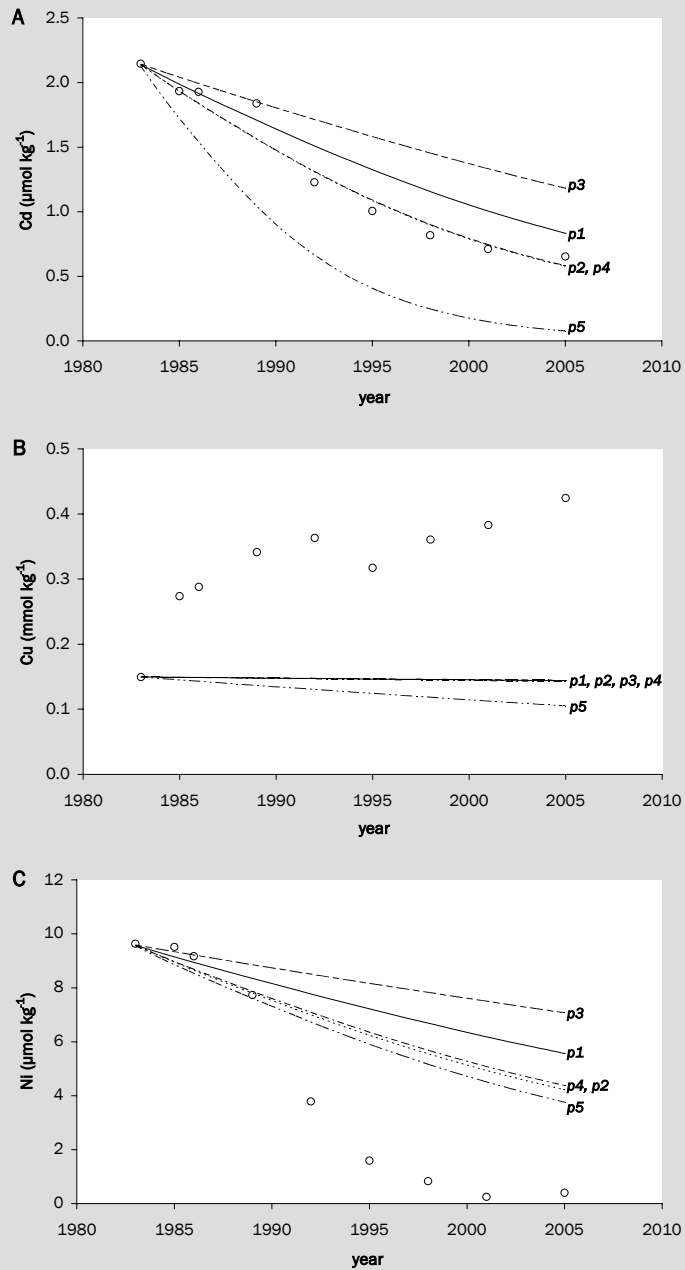 A
Cd (µmol kg-1)
2.5
2.0
1.5
1.0
0.5
0.0
p3
p1
p2, p4
p5
1980 1985 1990 1995 2000 2005 2010
year
B
Cu (mmol kg-1)
0.5
0.4
0.3
0.2
0.1
0.0
p1, p2, p3, p4
p5
1980 1985 1990 1995 2000 2005 2010
year
C
Ni (µmol kg-1)
12
10
8
6
4
2
0
p3
p1
p4, p2
p5
1980 1985 1990 1995 2000 2005 2010
year